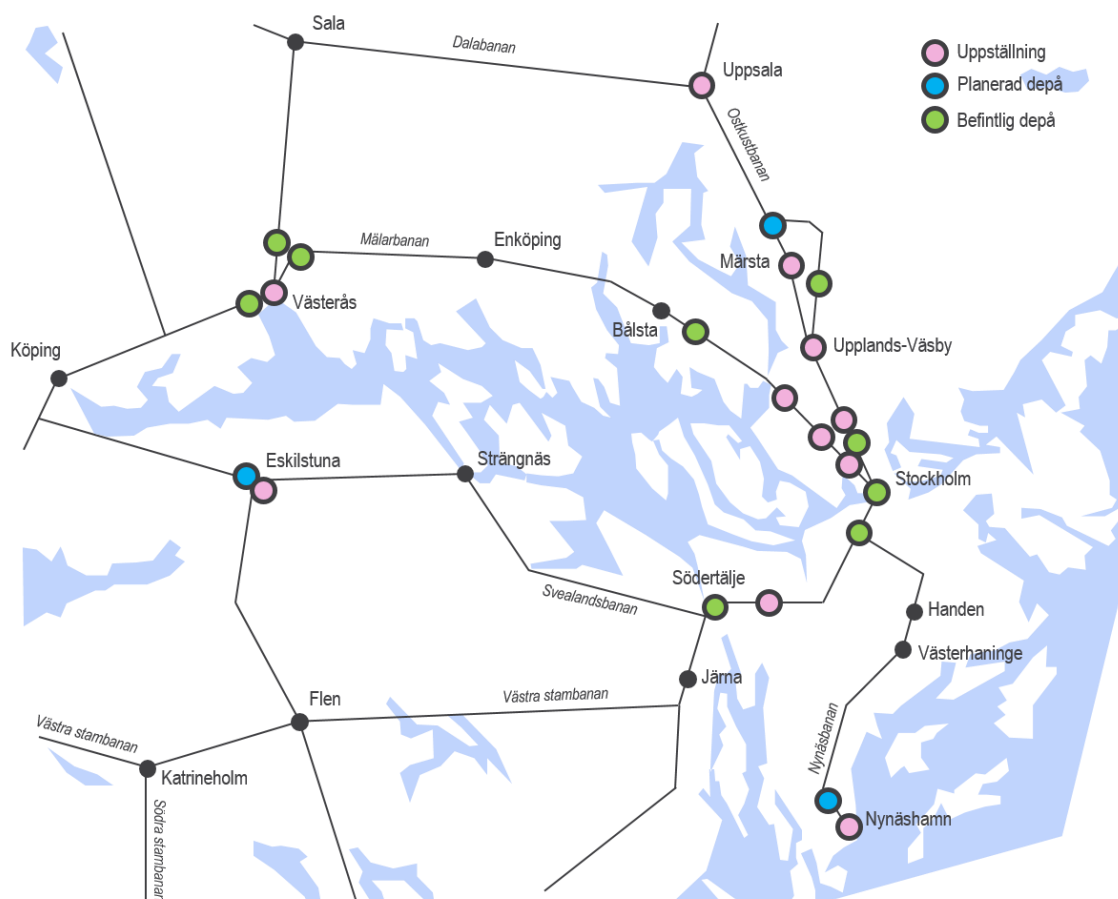 Sala
Dalabanan
Uppsala
Uppställning
Planerad depå
Befintlig depå
Ostkustbanan
Mälarbanan
Enköping
Märsta
Västerås
Bålsta
Upplands-Väsby
Köping
Eskilstuna
Strängnäs
Stockholm
Södertälje
Svealandsbanan
Handen
Västerhaninge
Järna
Flen
Västra stambanan
Västra stambanan
Nynäsbanan
Katrineholm
Södra stambanan
Nynäshamn